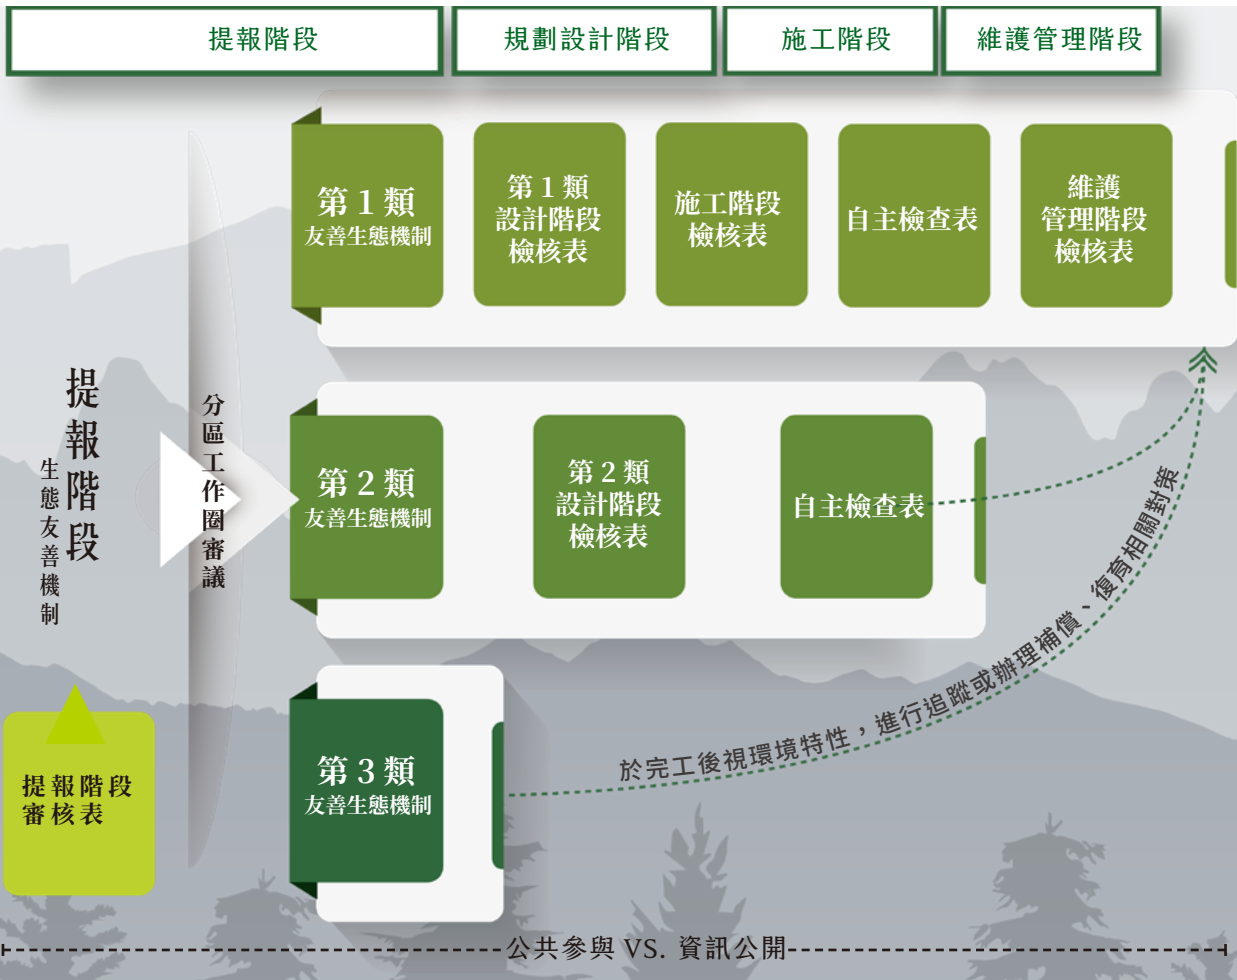 提報階段
規劃設計階段
施工階段
維護管理階段
第 1 類
友善生態機制
第 1 類
設計階段
檢核表
施工階段
檢核表
自主檢查表
維護
管理階段
檢核表
提報階段
生態友善機制
分區工作圈審議
第 2 類
友善生態機制
第 2 類
設計階段
檢核表
自主檢查表
第 3 類
友善生態機制
提報階段
審核表
於完工後視環境特性，進行追蹤或辦理補償、復育相關對策
公共參與 VS. 資訊公開